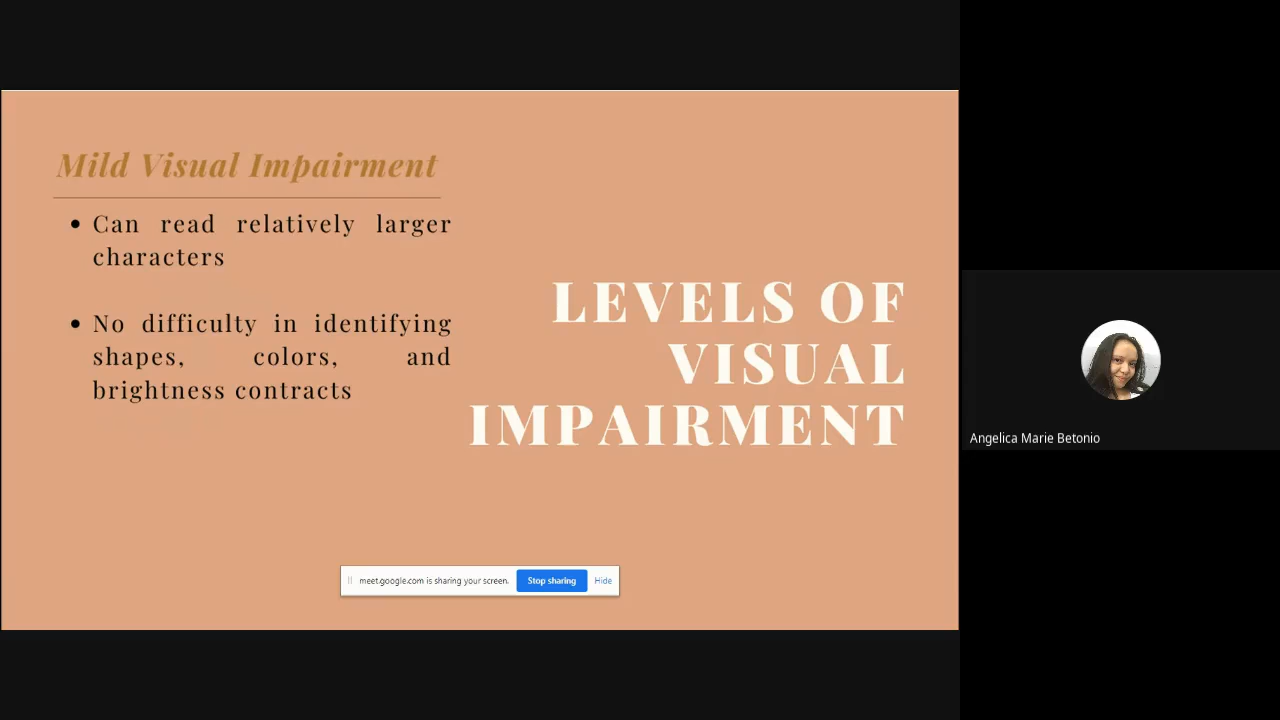 Mild Visual Impairment
• Can read relatively larger
characters
• No difficulty in identifying
shapes, colors, and
brightness contracts
LEVELS OF
VISUAL
IMPAIRMENT
meet.google.com is sharing your screen.
Stop sharing
Hide
Angelica Marie Betonio